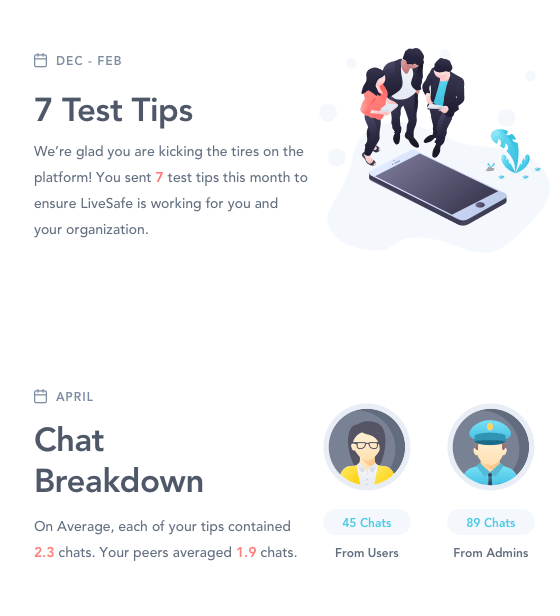 DEC - FEB
7 Test Tips
We’re glad you are kicking the tires on the
platform! You sent 7 test tips this month to
ensure LiveSafe is working for you and
your organization.
APRIL
Chat
Breakdown
On Average, each of your tips contained
2.3 chats. Your peers averaged 1.9 chats.
45 Chats
From Users
89 Chats
From Admins